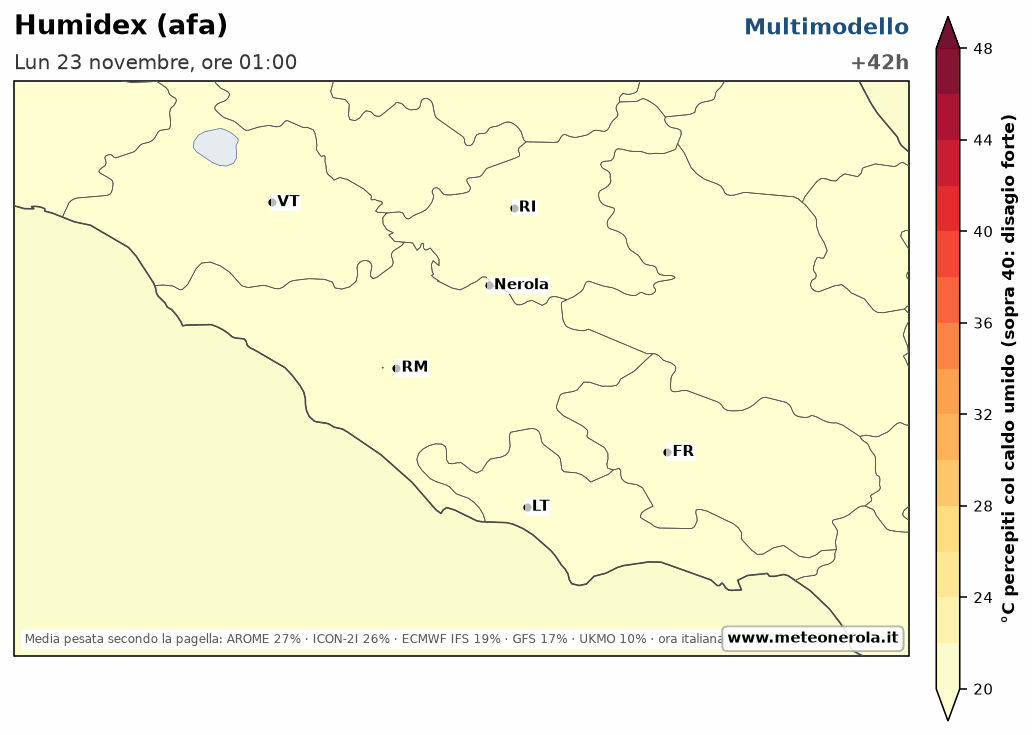 Humidex (afa)
Multimodello
Lun 23 novembre, ore 01:00
+42h
VT
RI
Nerola
RM
FR
LT
Media pesata secondo la pagella: AROME 27% · ICON-2I 26% · ECMWF IFS 19% · GFS 17% · UKMO 10% · ora italiana
www.meteonerola.it
48
44
40
36
32
28
24
20
°C percepiti col caldo umido (sopra 40: disagio forte)